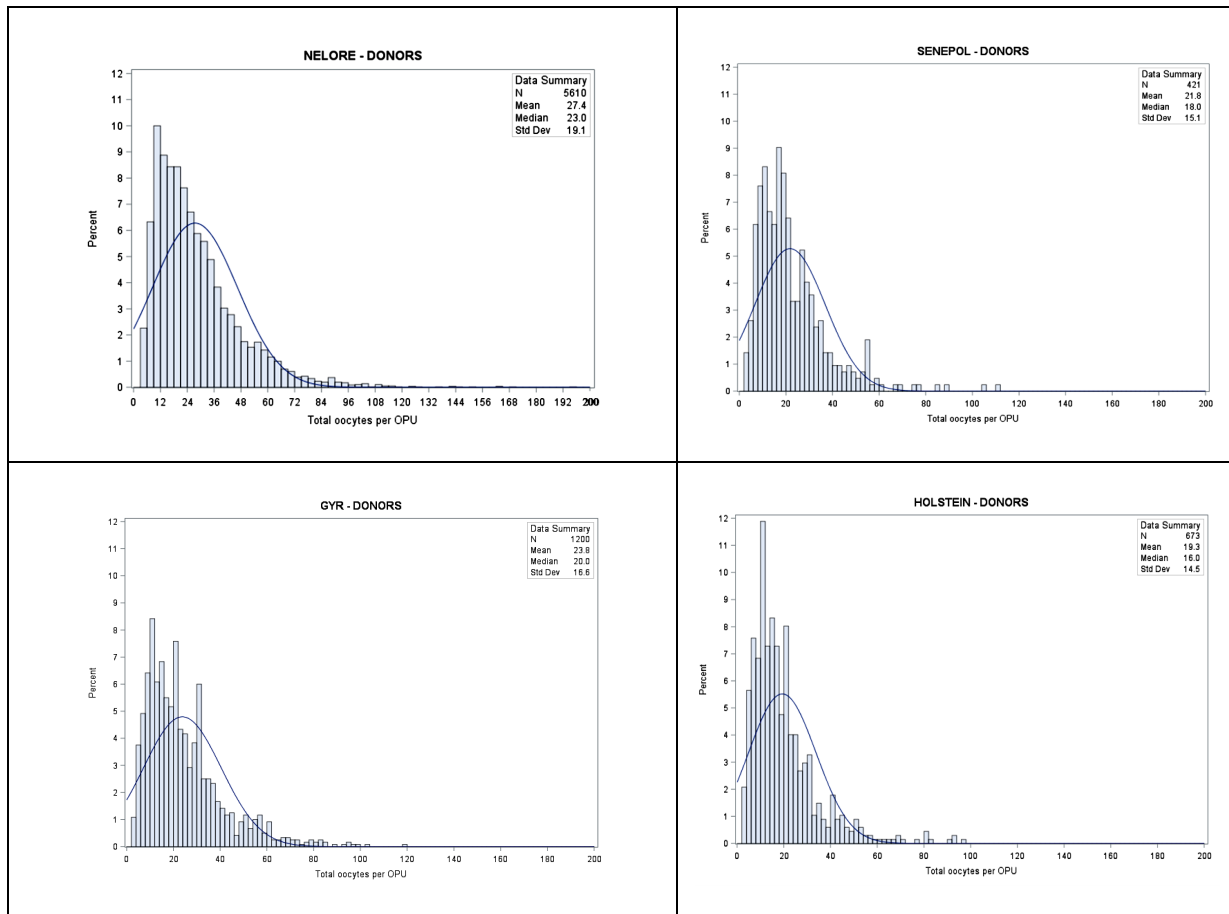 NELORE - DONORS
Data Summary
N 5610
Mean 27.4
Median 23.0
Std Dev 19.1
12
11
10
9
8
7
6
5
4
3
2
1
0
Percent
0 12 24 36 48 60 72 84 96 108 120 132 144 156 168 180 192 200
Total oocytes per OPU
SENEPOL - DONORS
Data Summary
N 421
Mean 21.8
Median 18.0
Std Dev 15.1
12
11
10
9
8
7
6
5
4
3
2
1
0
Percent
0 20 40 60 80 100 120 140 160 180 200
Total oocytes per OPU
GYR - DONORS
Data Summary
N 1200
Mean 23.8
Median 20.0
Std Dev 16.6
12
11
10
9
8
7
6
5
4
3
2
1
0
Percent
0 20 40 60 80 100 120 140 160 180 200
Total oocytes per OPU
HOLSTEIN - DONORS
Data Summary
N 673
Mean 19.3
Median 16.0
Std Dev 14.5
12
11
10
9
8
7
6
5
4
3
2
1
0
Percent
0 20 40 60 80 100 120 140 160 180 200
Total oocytes per OPU